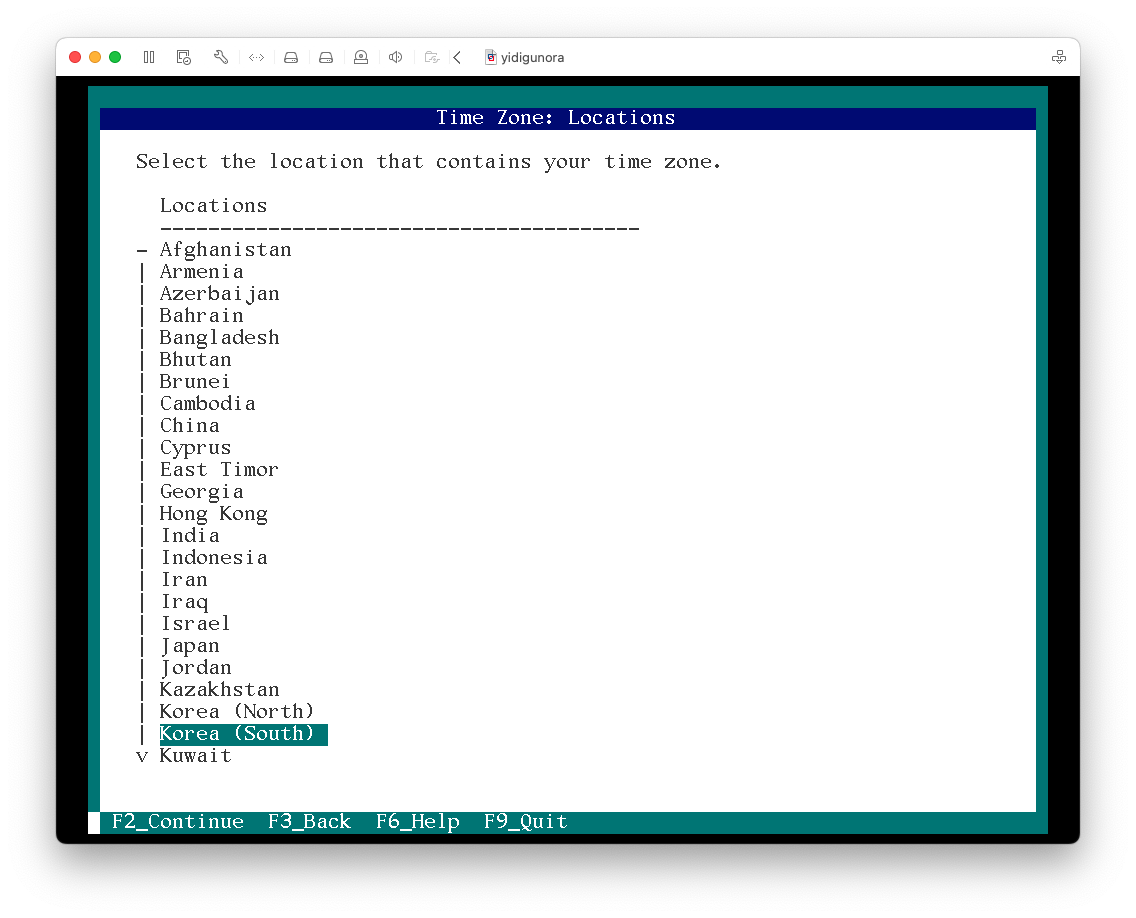 yidigunora
Time Zone: Locations
Select the location that contains your time zone.
Locations
----------------------------------------
- Afghanistan
| Armenia
| Azerbaijan
| Bahrain
| Bangladesh
| Bhutan
| Brunei
| Cambodia
| China
| Cyprus
| East Timor
| Georgia
| Hong Kong
| India
| Indonesia
| Iran
| Iraq
| Israel
| Japan
| Jordan
| Kazakhstan
| Korea (North)
| Korea (South)
v Kuwait
F2_Continue F3_Back F6_Help F9_Quit